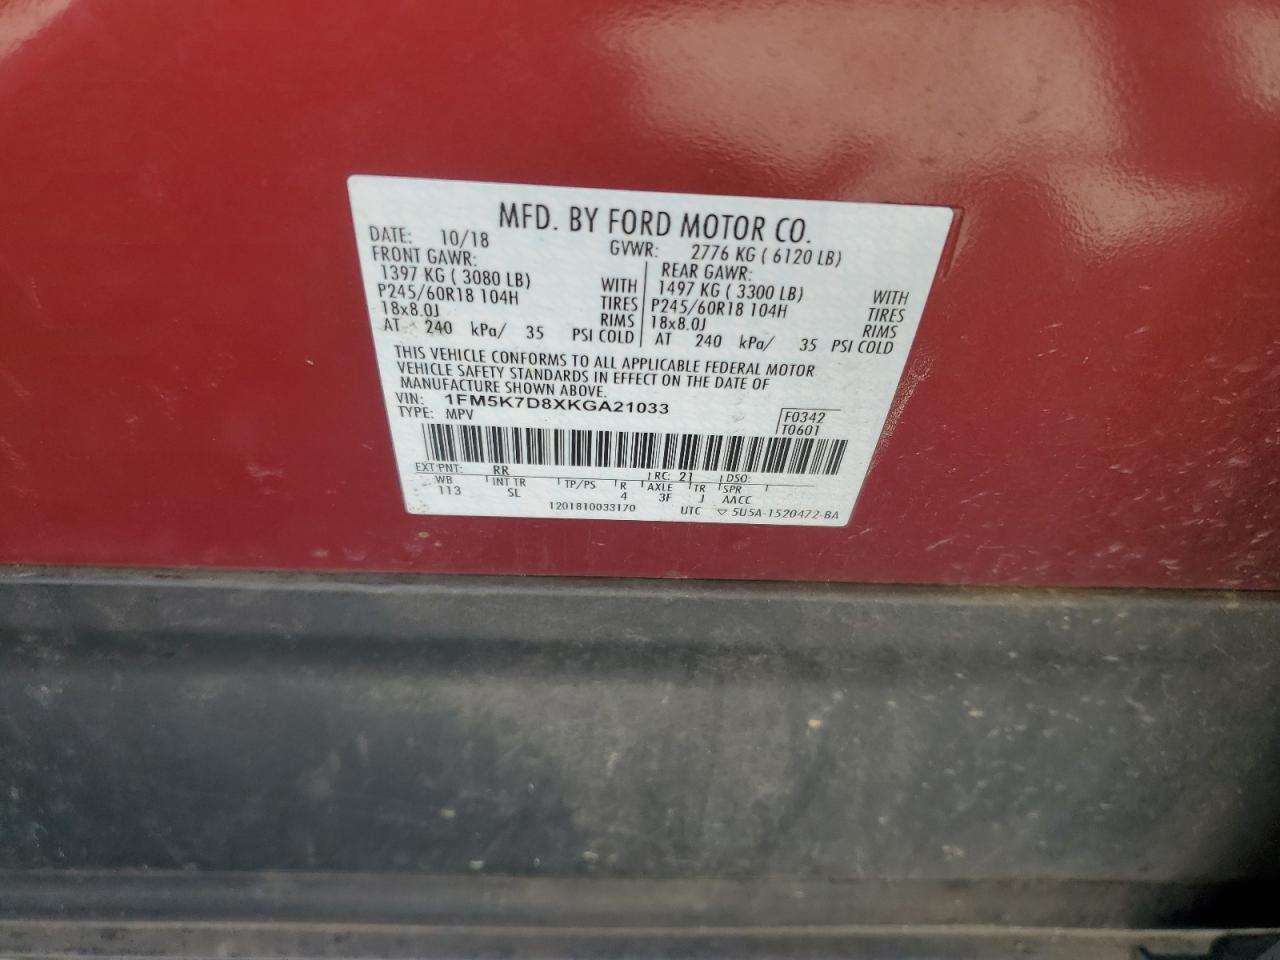 MFD. BY FORD MOTOR CO.
DATE: 10/18 GVWR: 2776 KG ( 6120 LB)
FRONT GAWR: REAR GAWR:
1397 KG ( 3080 LB) WITH 1497 KG ( 3300 LB) WITH
P245/60R18 104H TIRES P245/60R18 104H TIRES
18x8.0J RIMS 18x8.0J RIMS
AT 240 kPa/ 35 PSI COLD AT 240 kPa/ 35 PSI COLD
THIS VEHICLE CONFORMS TO ALL APPLICABLE FEDERAL MOTOR
VEHICLE SAFETY STANDARDS IN EFFECT ON THE DATE OF
MANUFACTURE SHOWN ABOVE.
VIN: 1FM5K7D8XKGA21033 F0342
TYPE: MPV T0601
EXT PNT: RR RC: 21 DSO:
WB INT TR TP/PS R AXLE TR SPR
113 SL 4 3F J AACC
1201810033170 UTC ▽ 5U5A-1520472-BA